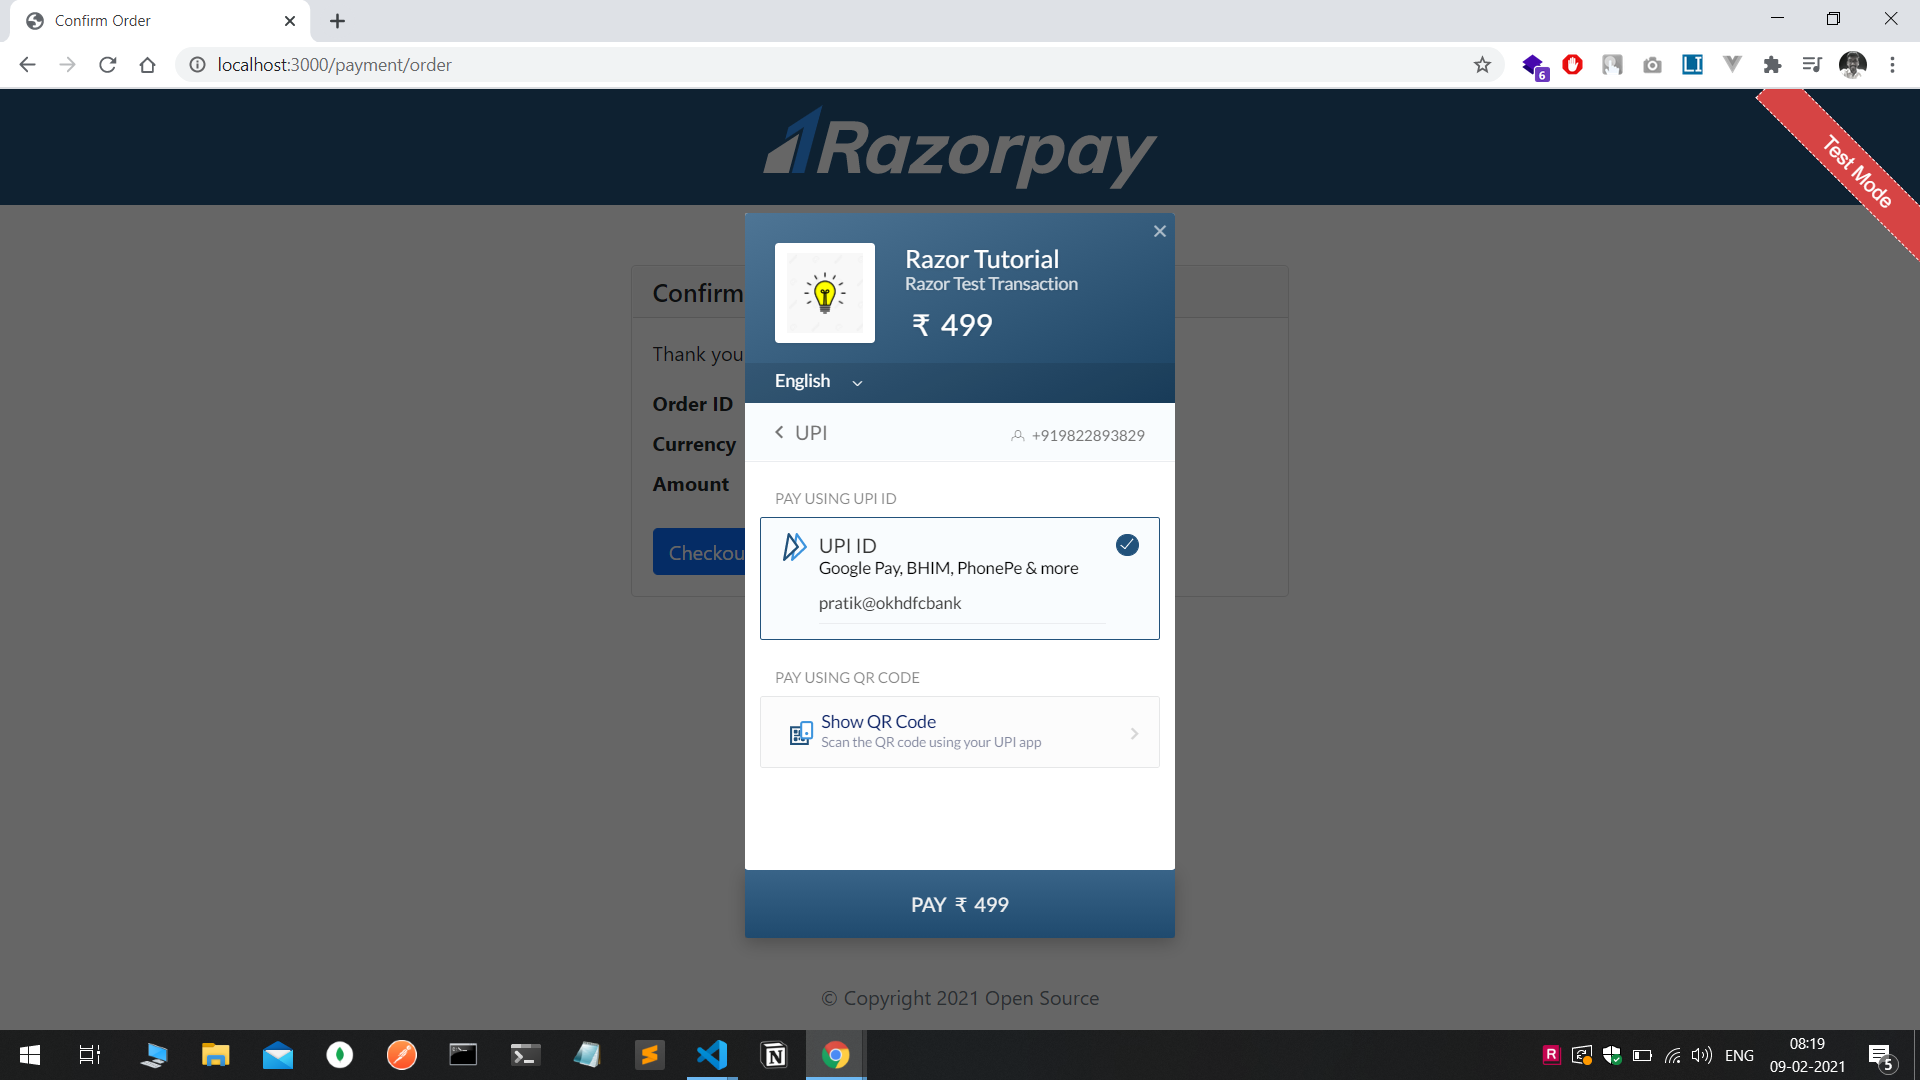 Confirm Order
localhost:3000/payment/order
6
Razorpay
Test Mode
Razor Tutorial
Razor Test Transaction
₹ 499
English
Confirm
Thank you
Order ID
Currency
Amount
Checkou
UPI
+919822893829
PAY USING UPI ID
UPI ID
Google Pay, BHIM, PhonePe & more
pratik@okhdfcbank
PAY USING QR CODE
Show QR Code
Scan the QR code using your UPI app
PAY ₹ 499
© Copyright 2021 Open Source
ENG
08:19
09-02-2021
5